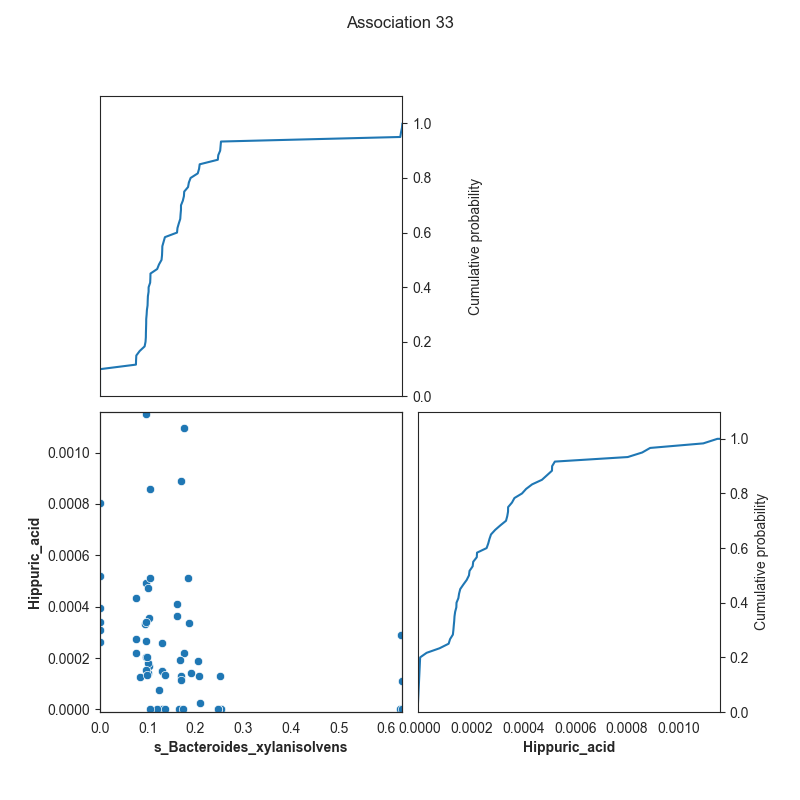 Association 33
1.0
0.8
0.6
0.4
0.2
0.0
Cumulative probability
0.0010
0.0008
0.0006
0.0004
0.0002
0.0000
Hippuric_acid
0.0 0.1 0.2 0.3 0.4 0.5 0.6
s_Bacteroides_xylanisolvens
1.0
0.8
0.6
0.4
0.2
0.0
Cumulative probability
0.0000 0.0002 0.0004 0.0006 0.0008 0.0010
Hippuric_acid